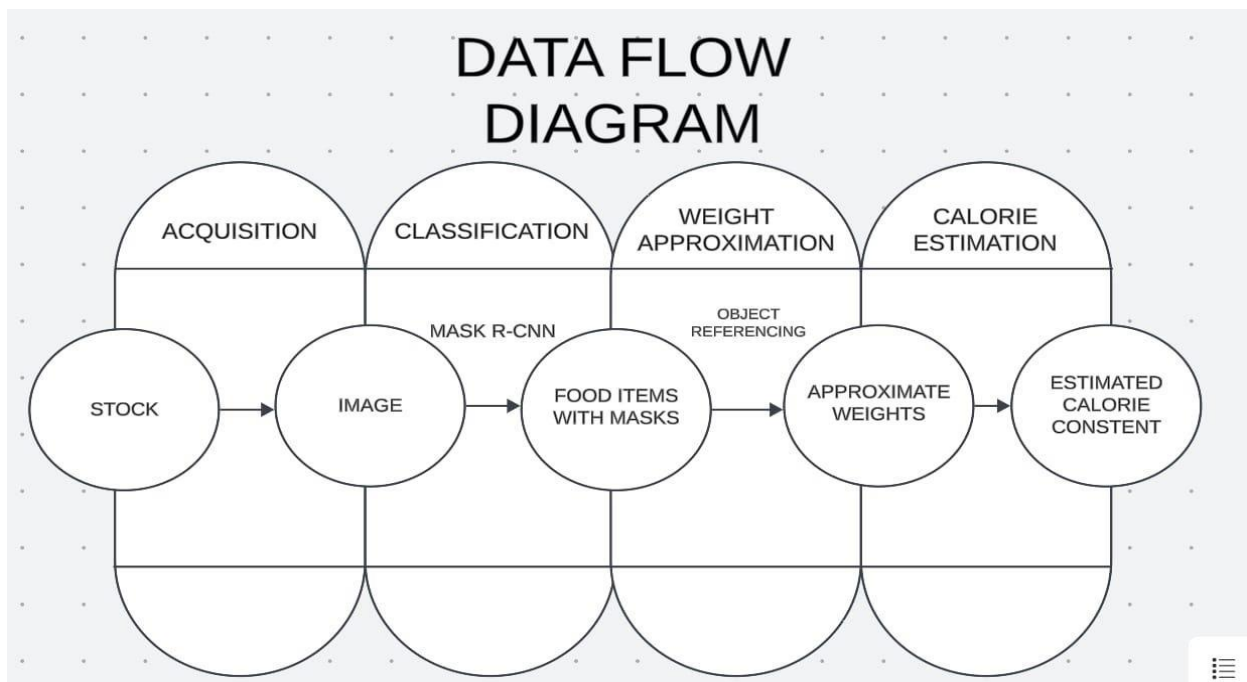 DATA FLOW
DIAGRAM
ACQUISITION
CLASSIFICATION
WEIGHT
APPROXIMATION
CALORIE
ESTIMATION
MASK R-CNN
OBJECT
REFERENCING
STOCK
IMAGE
FOOD ITEMS
WITH MASKS
APPROXIMATE
WEIGHTS
ESTIMATED
CALORIE
CONSTENT